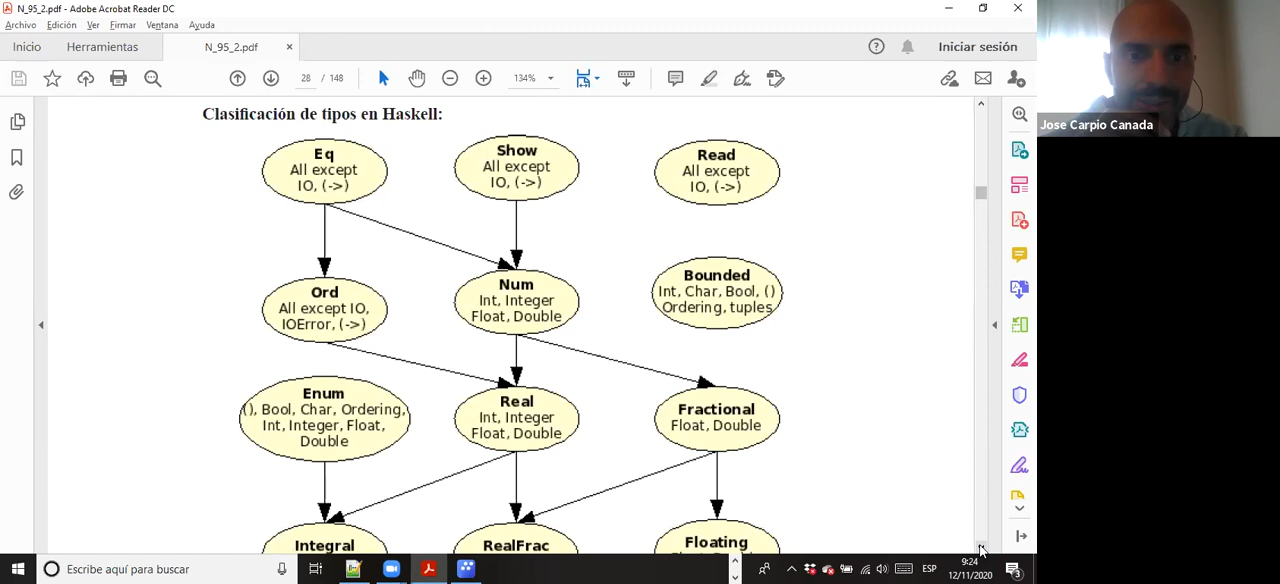 N_95_2.pdf - Adobe Acrobat Reader DC
Archivo Edición Ver Firmar Ventana Ayuda
Inicio Herramientas N_95_2.pdf × Iniciar sesión
28 / 148 134%
Jose Carpio Canada
Clasificación de tipos en Haskell:
Eq
All except
IO, (->)
Show
All except
IO, (->)
Read
All except
IO, (->)
Ord
All except IO,
IOError, (->)
Num
Int, Integer
Float, Double
Bounded
Int, Char, Bool, ()
Ordering, tuples
Enum
(), Bool, Char, Ordering,
Int, Integer, Float,
Double
Real
Int, Integer
Float, Double
Fractional
Float, Double
Integral
RealFrac
Floating
Escribe aquí para buscar
ESP
9:24
12/11/2020
3